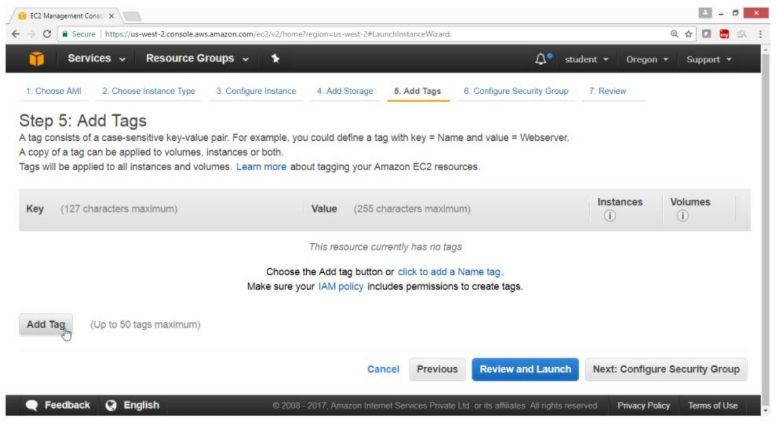 EC2 Management Conso
Secure | https://us-west-2.console.aws.amazon.com/ec2/v2/home?region=us-west-2#LaunchInstanceWizard:
Services Resource Groups student Oregon Support
1. Choose AMI 2. Choose Instance Type 3. Configure Instance 4. Add Storage 5. Add Tags 6. Configure Security Group 7. Review
Step 5: Add Tags
A tag consists of a case-sensitive key-value pair. For example, you could define a tag with key = Name and value = Webserver.
A copy of a tag can be applied to volumes, instances or both.
Tags will be applied to all instances and volumes. Learn more about tagging your Amazon EC2 resources.
Key (127 characters maximum) Value (255 characters maximum) Instances Volumes
This resource currently has no tags
Choose the Add tag button or click to add a Name tag.
Make sure your IAM policy includes permissions to create tags.
Add Tag (Up to 50 tags maximum)
Cancel Previous Review and Launch Next: Configure Security Group
Feedback English © 2008 - 2017, Amazon Internet Services Private Ltd. or its affiliates. All rights reserved. Privacy Policy Terms of Use